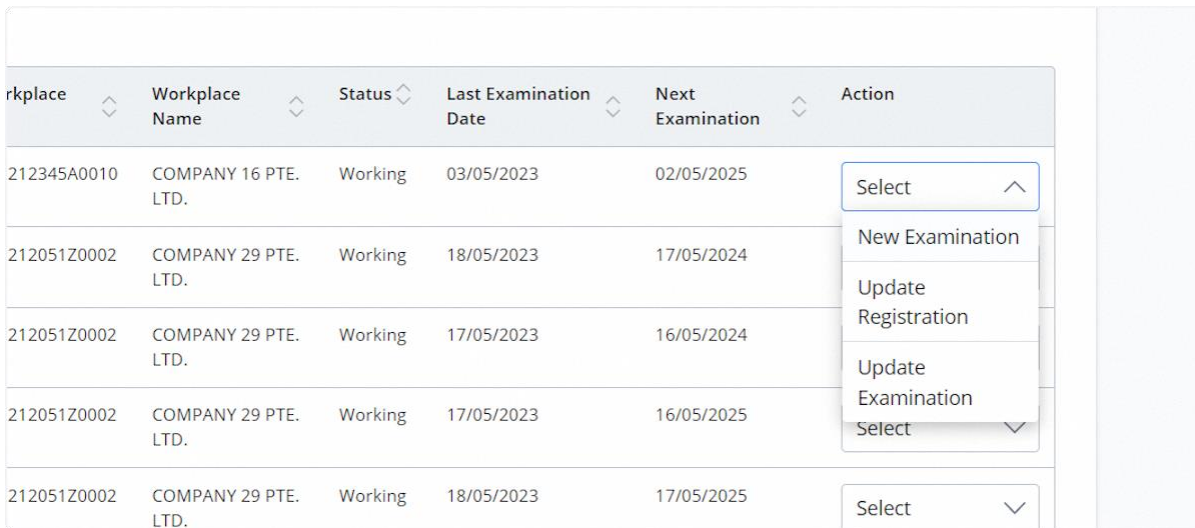 rkplace
Workplace
Name
Status
Last Examination
Date
Next
Examination
Action
212345A0010
COMPANY 16 PTE.
LTD.
Working
03/05/2023
02/05/2025
Select
New Examination
Update
Registration
Update
Examination
212051Z0002
COMPANY 29 PTE.
LTD.
Working
18/05/2023
17/05/2024
212051Z0002
COMPANY 29 PTE.
LTD.
Working
17/05/2023
16/05/2024
212051Z0002
COMPANY 29 PTE.
LTD.
Working
17/05/2023
16/05/2025
Select
212051Z0002
COMPANY 29 PTE.
LTD.
Working
18/05/2023
17/05/2025
Select